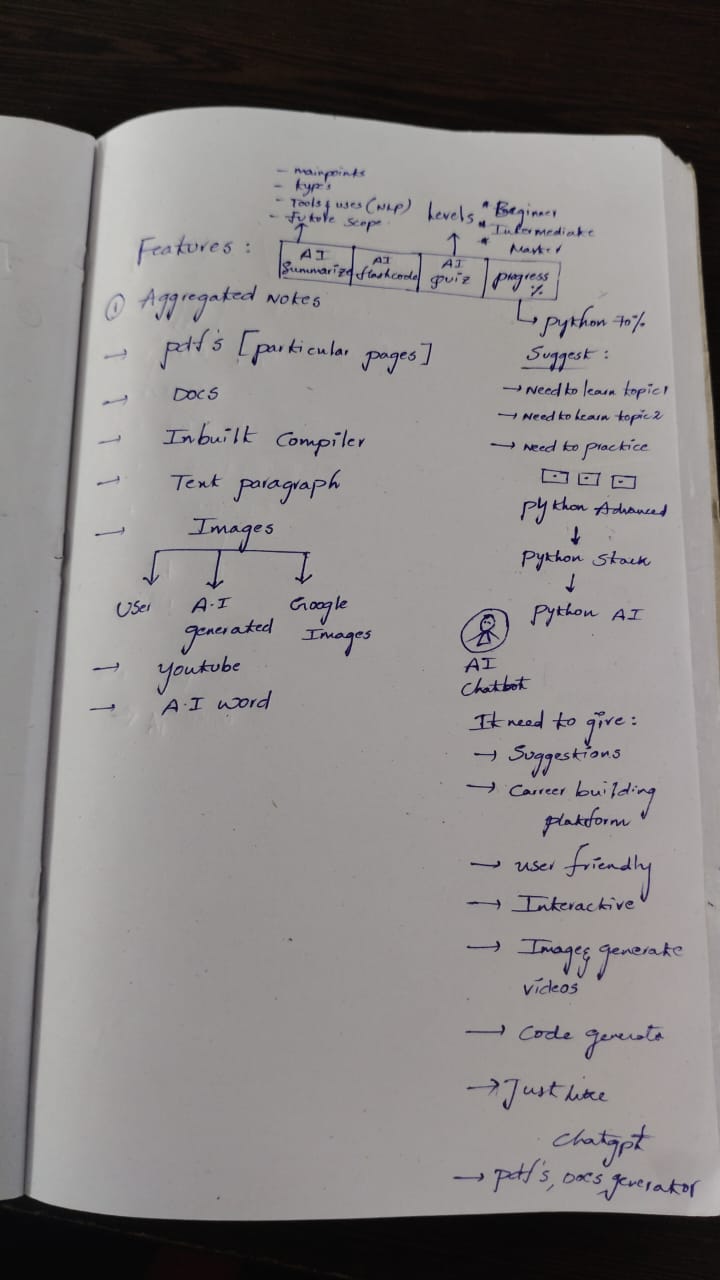 - mainpoints
- kyp's
- Tools & uses (NLP)
- future scope
Levels * Beginner
* Intermediate
* Master
Features :
AI Summarize
AI flashcode
AI quiz
progress %
① Aggregated Notes
→ pdf's [particular pages]
→ Docs
→ Inbuilt Compiler
→ Text paragraph
→ Images
User
A.I generated
Google Images
→ youtube
→ A.I word
python 70%
Suggest :
→ Need to learn topic 1
→ Need to learn topic 2
→ need to practice
python Advanced
↓
python Stack
↓
python AI
AI
Chatbot
It need to give :
→ Suggestions
→ Carreer building
platform
→ user friendly
→ Interactive
→ Image & generate
videos
→ Code generate
→ Just like
Chatgpt
→ pdf's, Docs generator